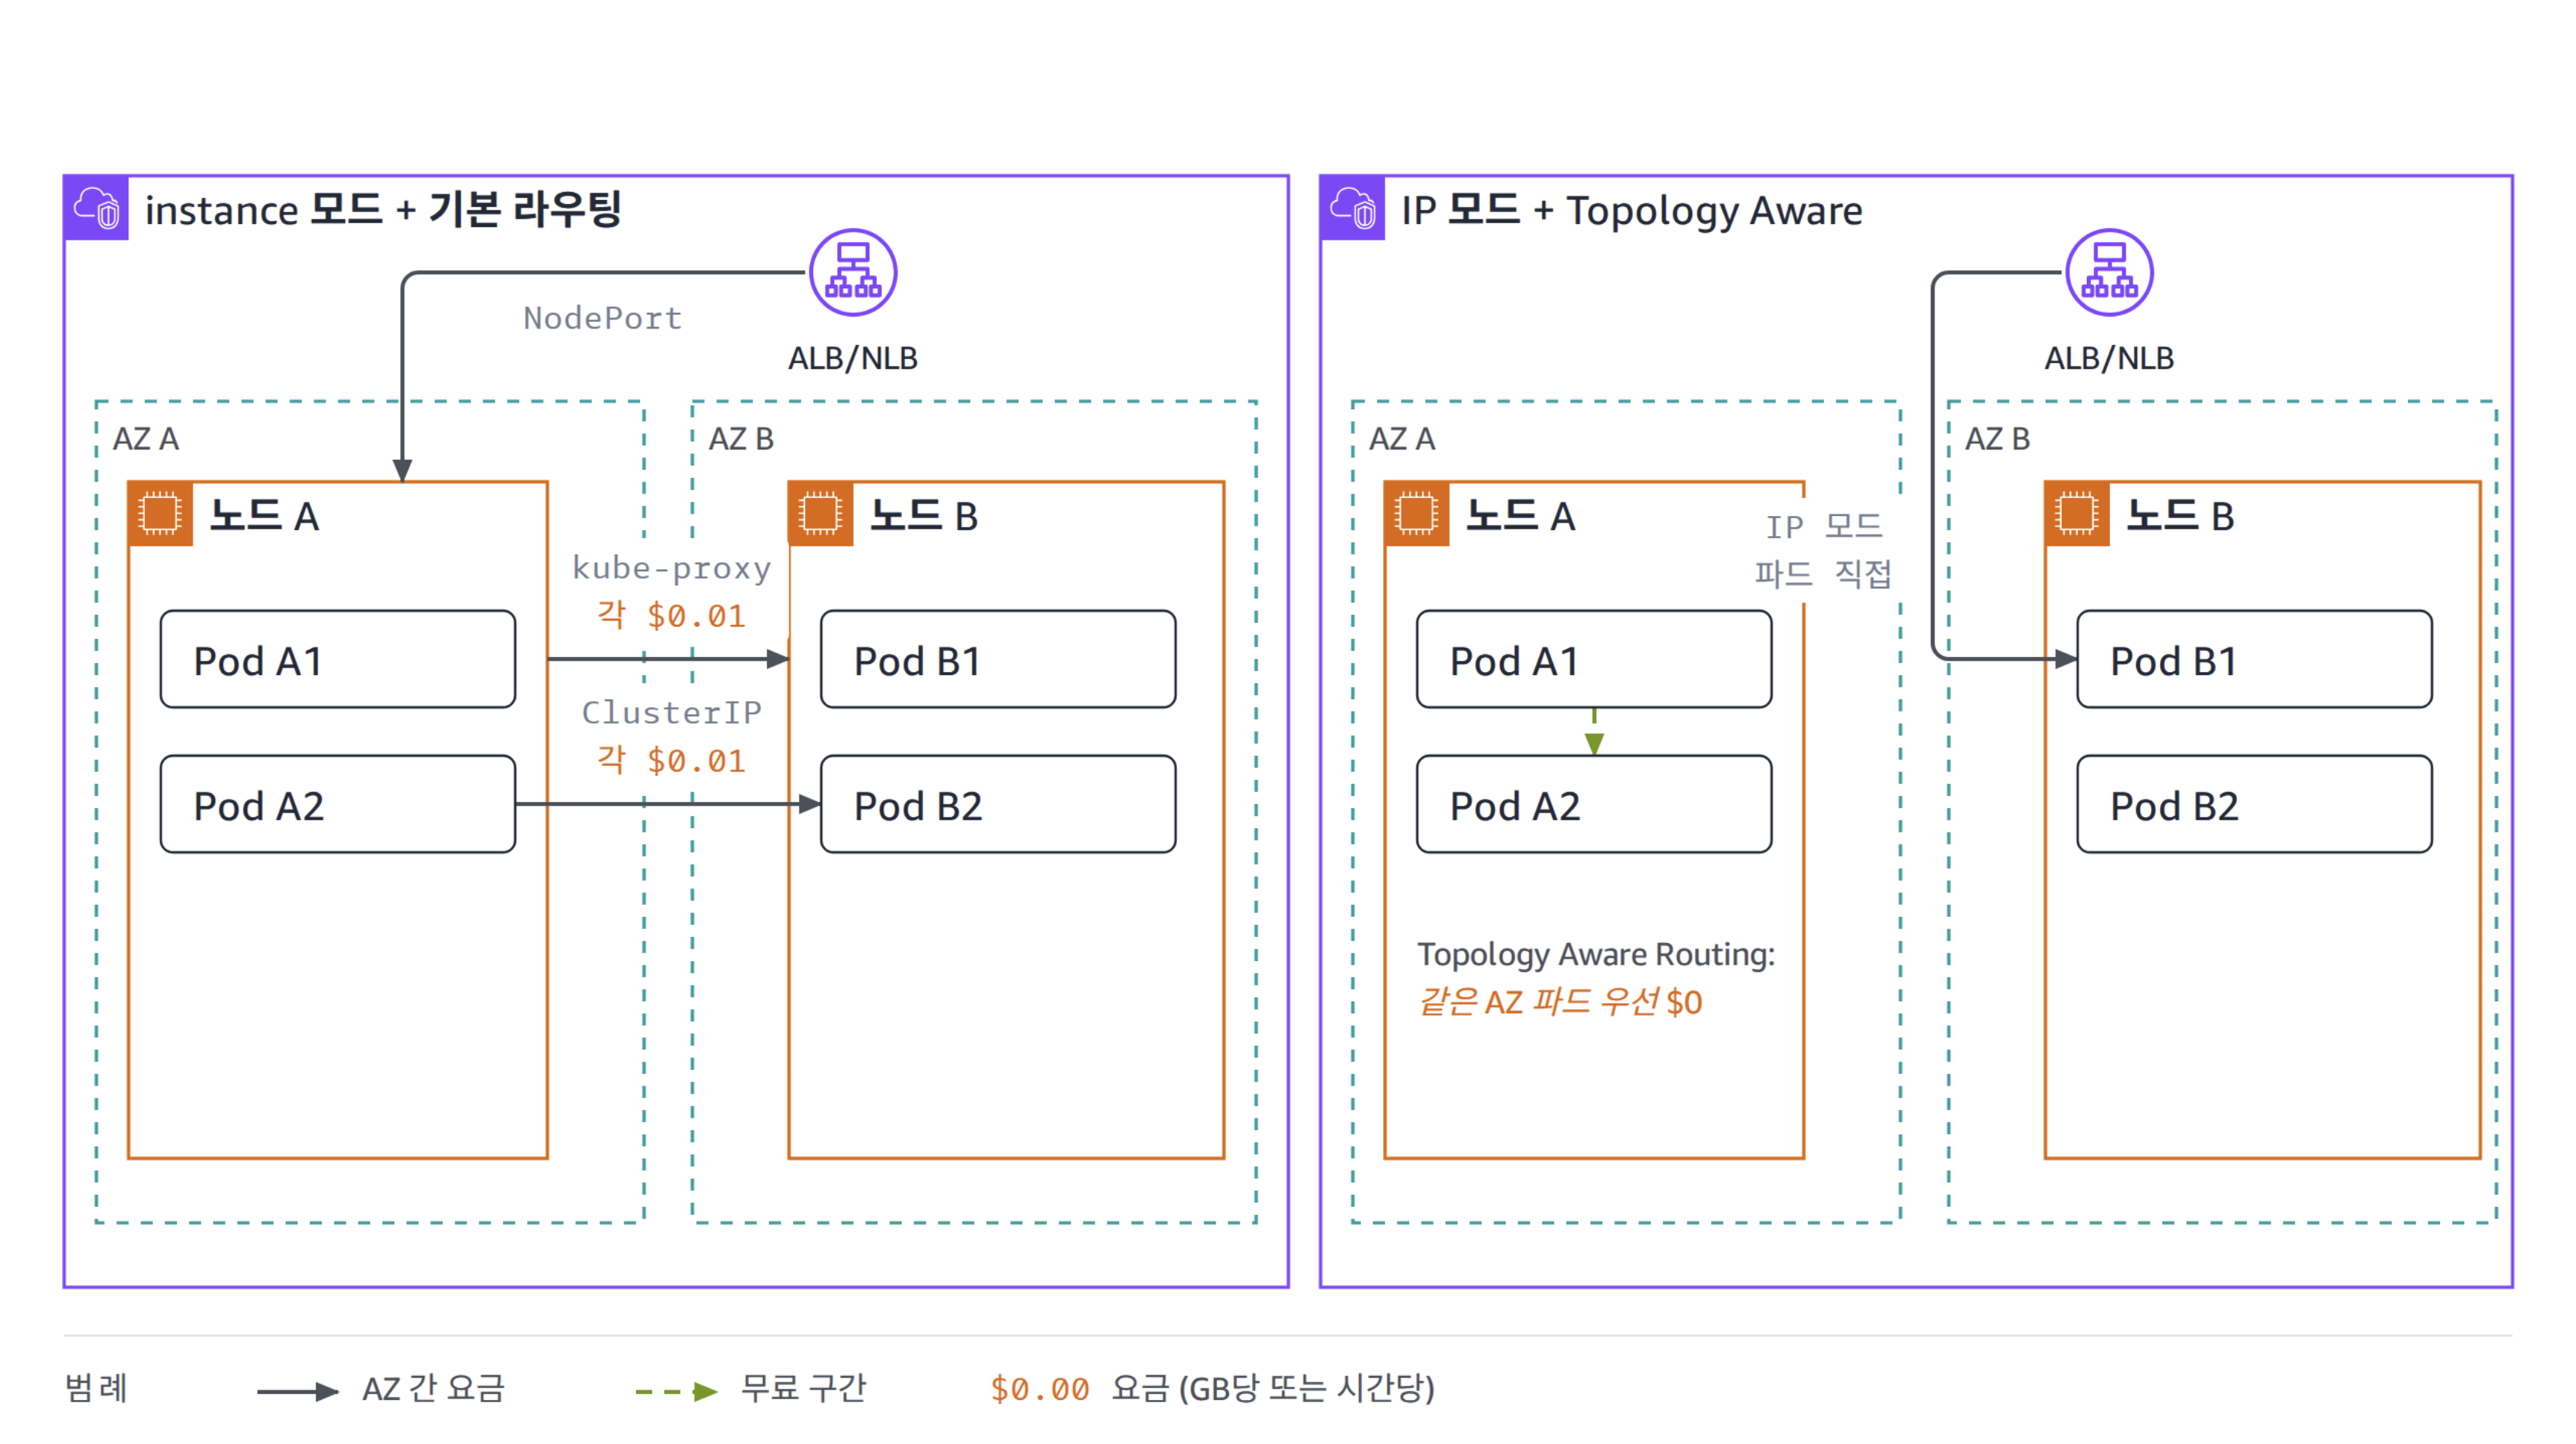 instance 모드 + 기본 라우팅
NodePort
ALB/NLB
AZ A
AZ B
노드 A
노드 B
kube-proxy
각 $0.01
Pod A1
Pod B1
ClusterIP
각 $0.01
Pod A2
Pod B2
IP 모드 + Topology Aware
ALB/NLB
AZ A
AZ B
노드 A
IP 모드
파드 직접
노드 B
Pod A1
Pod B1
Pod A2
Pod B2
Topology Aware Routing:
같은 AZ 파드 우선 $0
범례
AZ 간 요금
무료 구간
$0.00 요금 (GB당 또는 시간당)